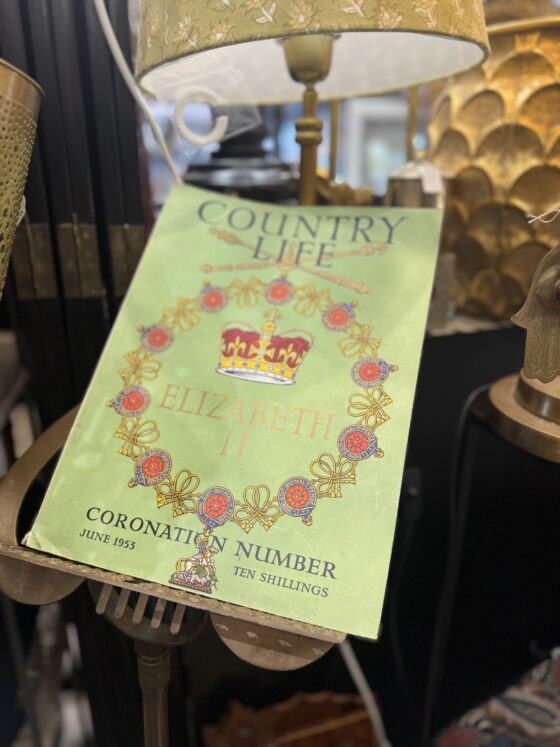 COUNTRY
LIFE
ELIZABETH
II
CORONATION NUMBER
JUNE 1953
TEN SHILLINGS